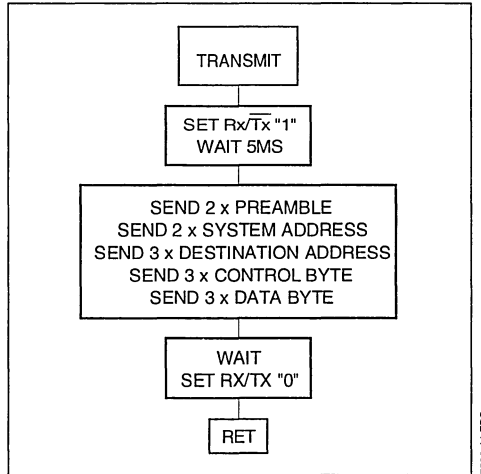 TRANSMIT
SET Rx/T̅x̅ "1"
WAIT 5MS
SEND 2 x PREAMBLE
SEND 2 x SYSTEM ADDRESS
SEND 3 x DESTINATION ADDRESS
SEND 3 x CONTROL BYTE
SEND 3 x DATA BYTE
WAIT
SET RX/TX "0"
RET